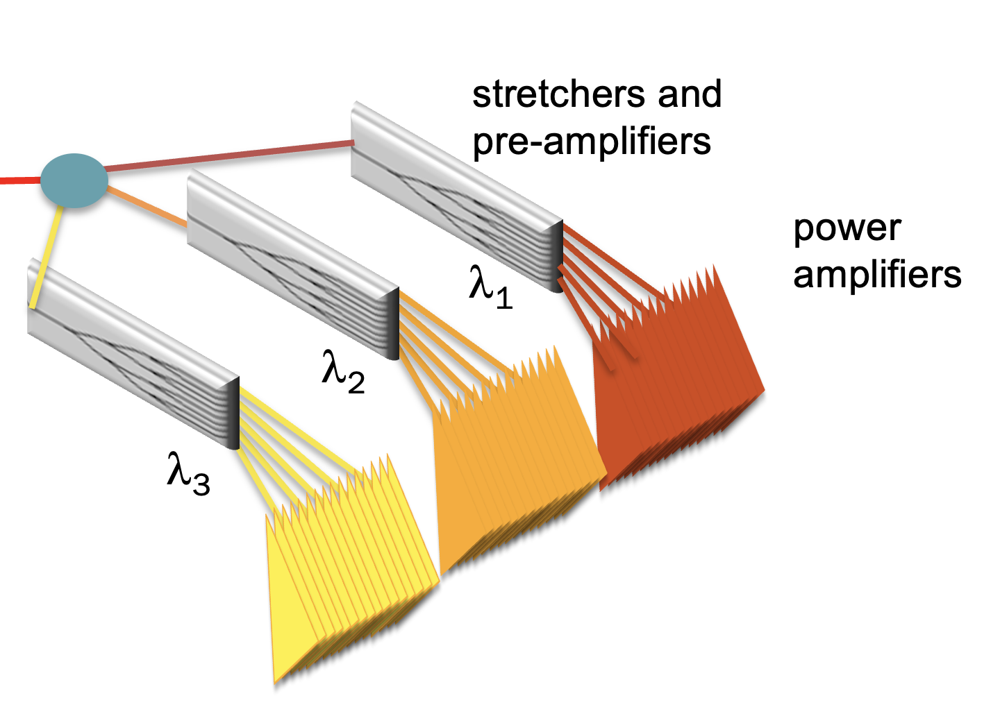 stretchers and
pre-amplifiers
power
amplifiers
λ1
λ2
λ3